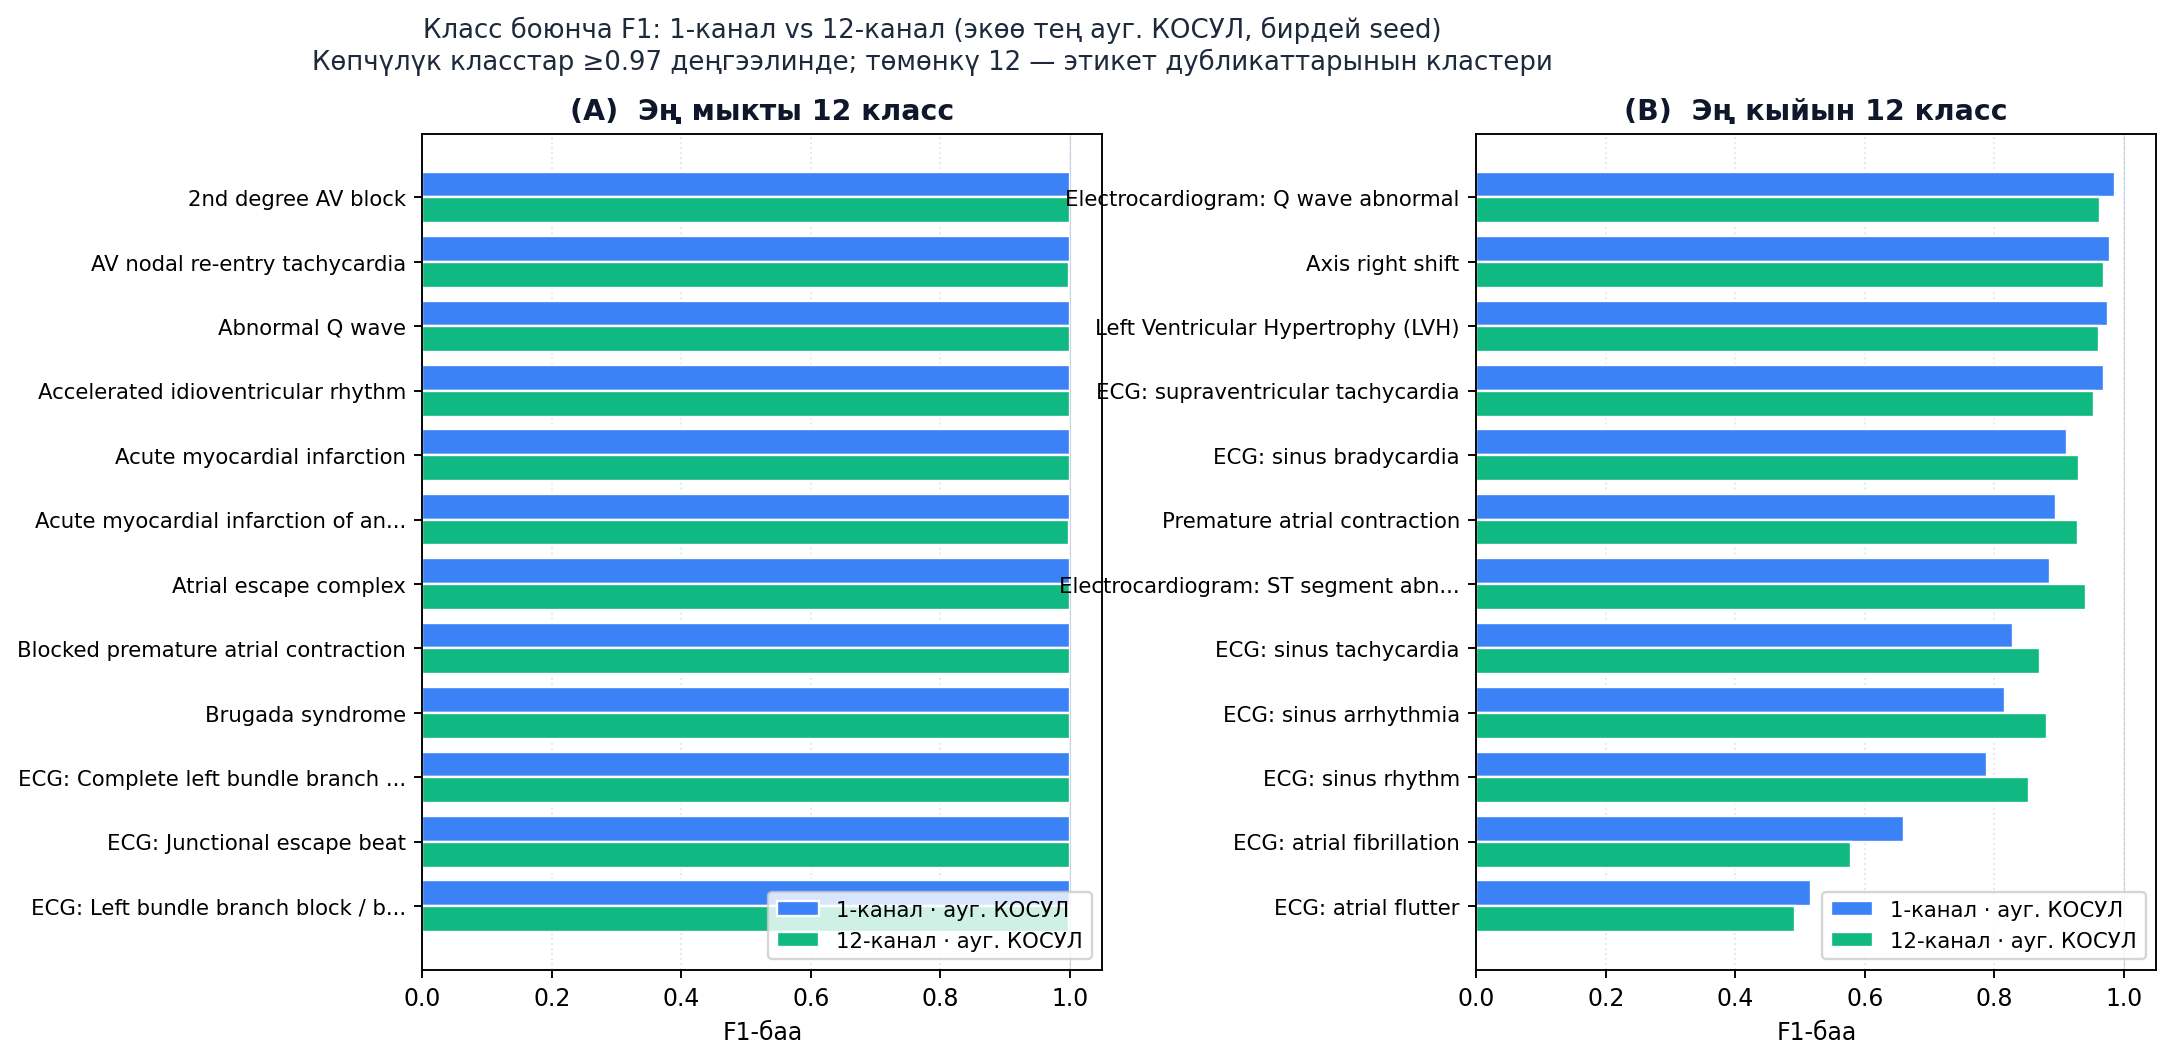 Класс боюнча F1: 1-канал vs 12-канал (экөө тең ауг. КОСУЛ, бирдей seed)
Көпчүлүк класстар ≥0.97 деңгээлинде; төмөнкү 12 — этикет дубликаттарынын кластери
(A) Эң мыкты 12 класс
2nd degree AV block
AV nodal re-entry tachycardia
Abnormal Q wave
Accelerated idioventricular rhythm
Acute myocardial infarction
Acute myocardial infarction of an...
Atrial escape complex
Blocked premature atrial contraction
Brugada syndrome
ECG: Complete left bundle branch ...
ECG: Junctional escape beat
ECG: Left bundle branch block / b...
1-канал · ауг. КОСУЛ
12-канал · ауг. КОСУЛ
0.0 0.2 0.4 0.6 0.8 1.0
F1-баа
(B) Эң кыйын 12 класс
Electrocardiogram: Q wave abnormal
Axis right shift
Left Ventricular Hypertrophy (LVH)
ECG: supraventricular tachycardia
ECG: sinus bradycardia
Premature atrial contraction
Electrocardiogram: ST segment abn...
ECG: sinus tachycardia
ECG: sinus arrhythmia
ECG: sinus rhythm
ECG: atrial fibrillation
ECG: atrial flutter
1-канал · ауг. КОСУЛ
12-канал · ауг. КОСУЛ
0.0 0.2 0.4 0.6 0.8 1.0
F1-баа